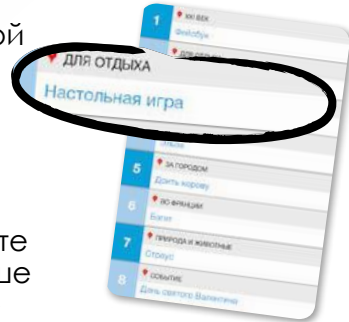 ой
1 XXI ВЕК
Фейсбук
ДЛЯ ОТДЫХА
Настольная игра
5 ЗА ГОРОДОМ
Доить корову
6 ВО ФРАНЦИИ
Багет
7 ПРИРОДА И ЖИВОТНЫЕ
Страус
те
ше
8 СОБЫТИЕ
День святого Валентина